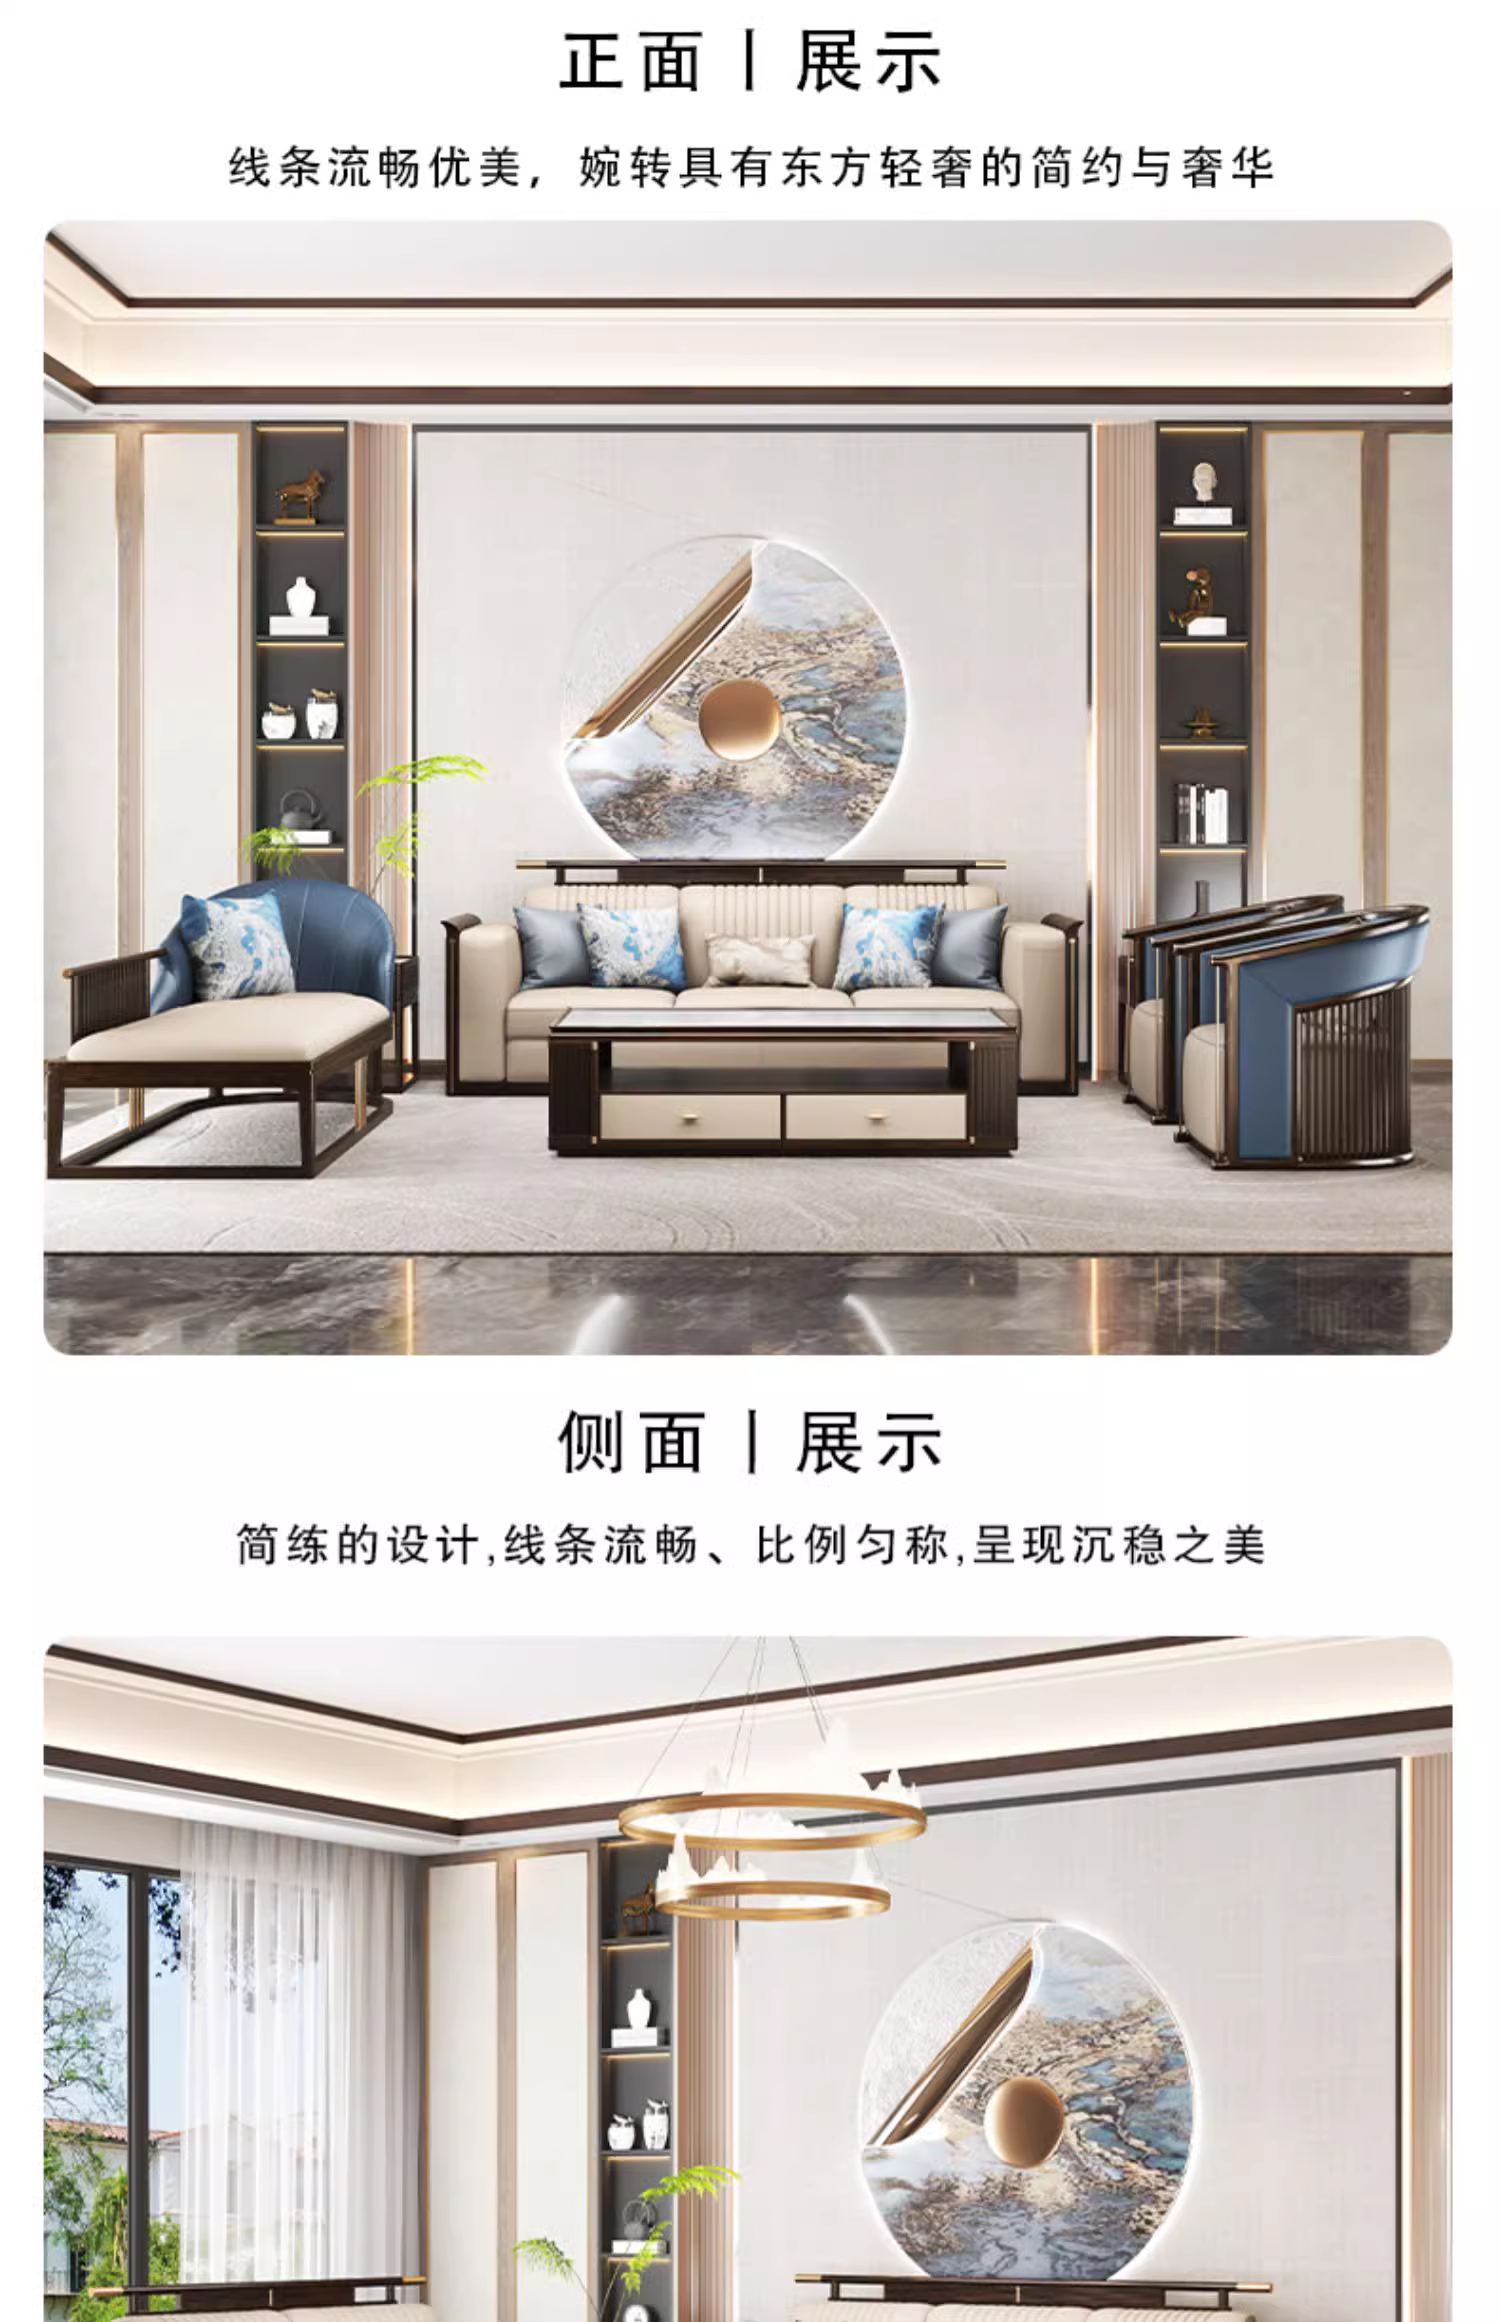 正面丨展示
线条流畅优美，婉转具有东方轻奢的简约与奢华
侧面丨展示
简练的设计,线条流畅、比例匀称,呈现沉稳之美